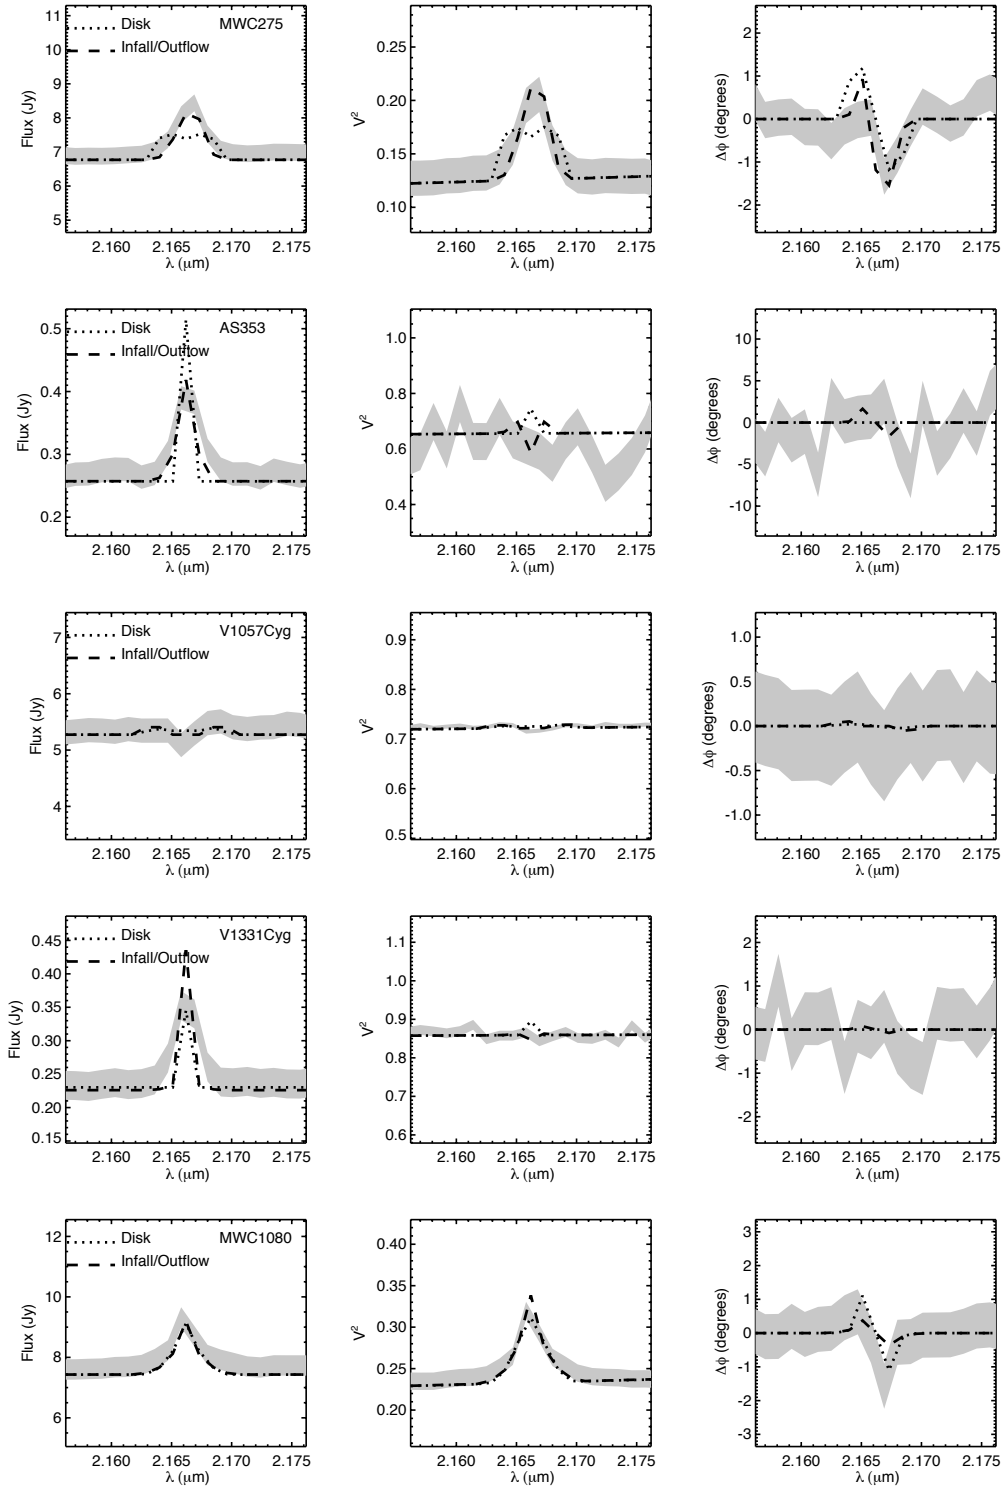 Disk MWC275
Infall/Outflow
Flux (Jy)
11
10
9
8
7
6
5
2.160 2.165 2.170 2.175
λ (μm)
V²
0.25
0.20
0.15
0.10
2.160 2.165 2.170 2.175
λ (μm)
Δϕ (degrees)
2
1
0
-1
-2
2.160 2.165 2.170 2.175
λ (μm)
Disk AS353
Infall/Outflow
Flux (Jy)
0.5
0.4
0.3
0.2
2.160 2.165 2.170 2.175
λ (μm)
V²
1.0
0.8
0.6
0.4
2.160 2.165 2.170 2.175
λ (μm)
Δϕ (degrees)
10
5
0
-5
-10
2.160 2.165 2.170 2.175
λ (μm)
Disk V1057Cyg
Infall/Outflow
Flux (Jy)
7
6
5
4
2.160 2.165 2.170 2.175
λ (μm)
V²
0.9
0.8
0.7
0.6
0.5
2.160 2.165 2.170 2.175
λ (μm)
Δϕ (degrees)
1.0
0.5
0.0
-0.5
-1.0
2.160 2.165 2.170 2.175
λ (μm)
Disk V1331Cyg
Infall/Outflow
Flux (Jy)
0.45
0.40
0.35
0.30
0.25
0.20
0.15
2.160 2.165 2.170 2.175
λ (μm)
V²
1.1
1.0
0.9
0.8
0.7
0.6
2.160 2.165 2.170 2.175
λ (μm)
Δϕ (degrees)
2
1
0
-1
-2
2.160 2.165 2.170 2.175
λ (μm)
Disk MWC1080
Infall/Outflow
Flux (Jy)
12
10
8
6
2.160 2.165 2.170 2.175
λ (μm)
V²
0.40
0.35
0.30
0.25
0.20
2.160 2.165 2.170 2.175
λ (μm)
Δϕ (degrees)
3
2
1
0
-1
-2
-3
2.160 2.165 2.170 2.175
λ (μm)